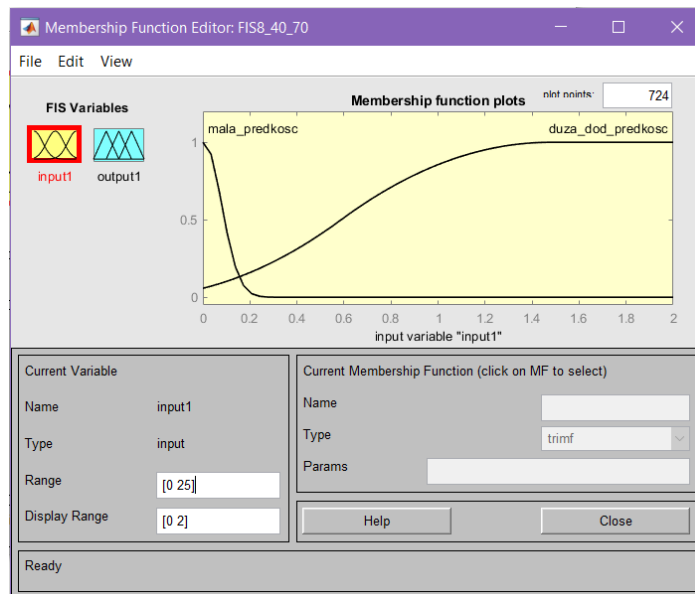 Membership Function Editor: FIS8_40_70
File Edit View
FIS Variables
input1 output1
Membership function plots
plot points: 724
mala_predkosc duza_dod_predkosc
1
0.5
0
0 0.2 0.4 0.6 0.8 1 1.2 1.4 1.6 1.8 2
input variable "input1"
Current Variable
Name input1
Type input
Range [0 25]
Display Range [0 2]
Current Membership Function (click on MF to select)
Name
Type trimf
Params
Help Close
Ready